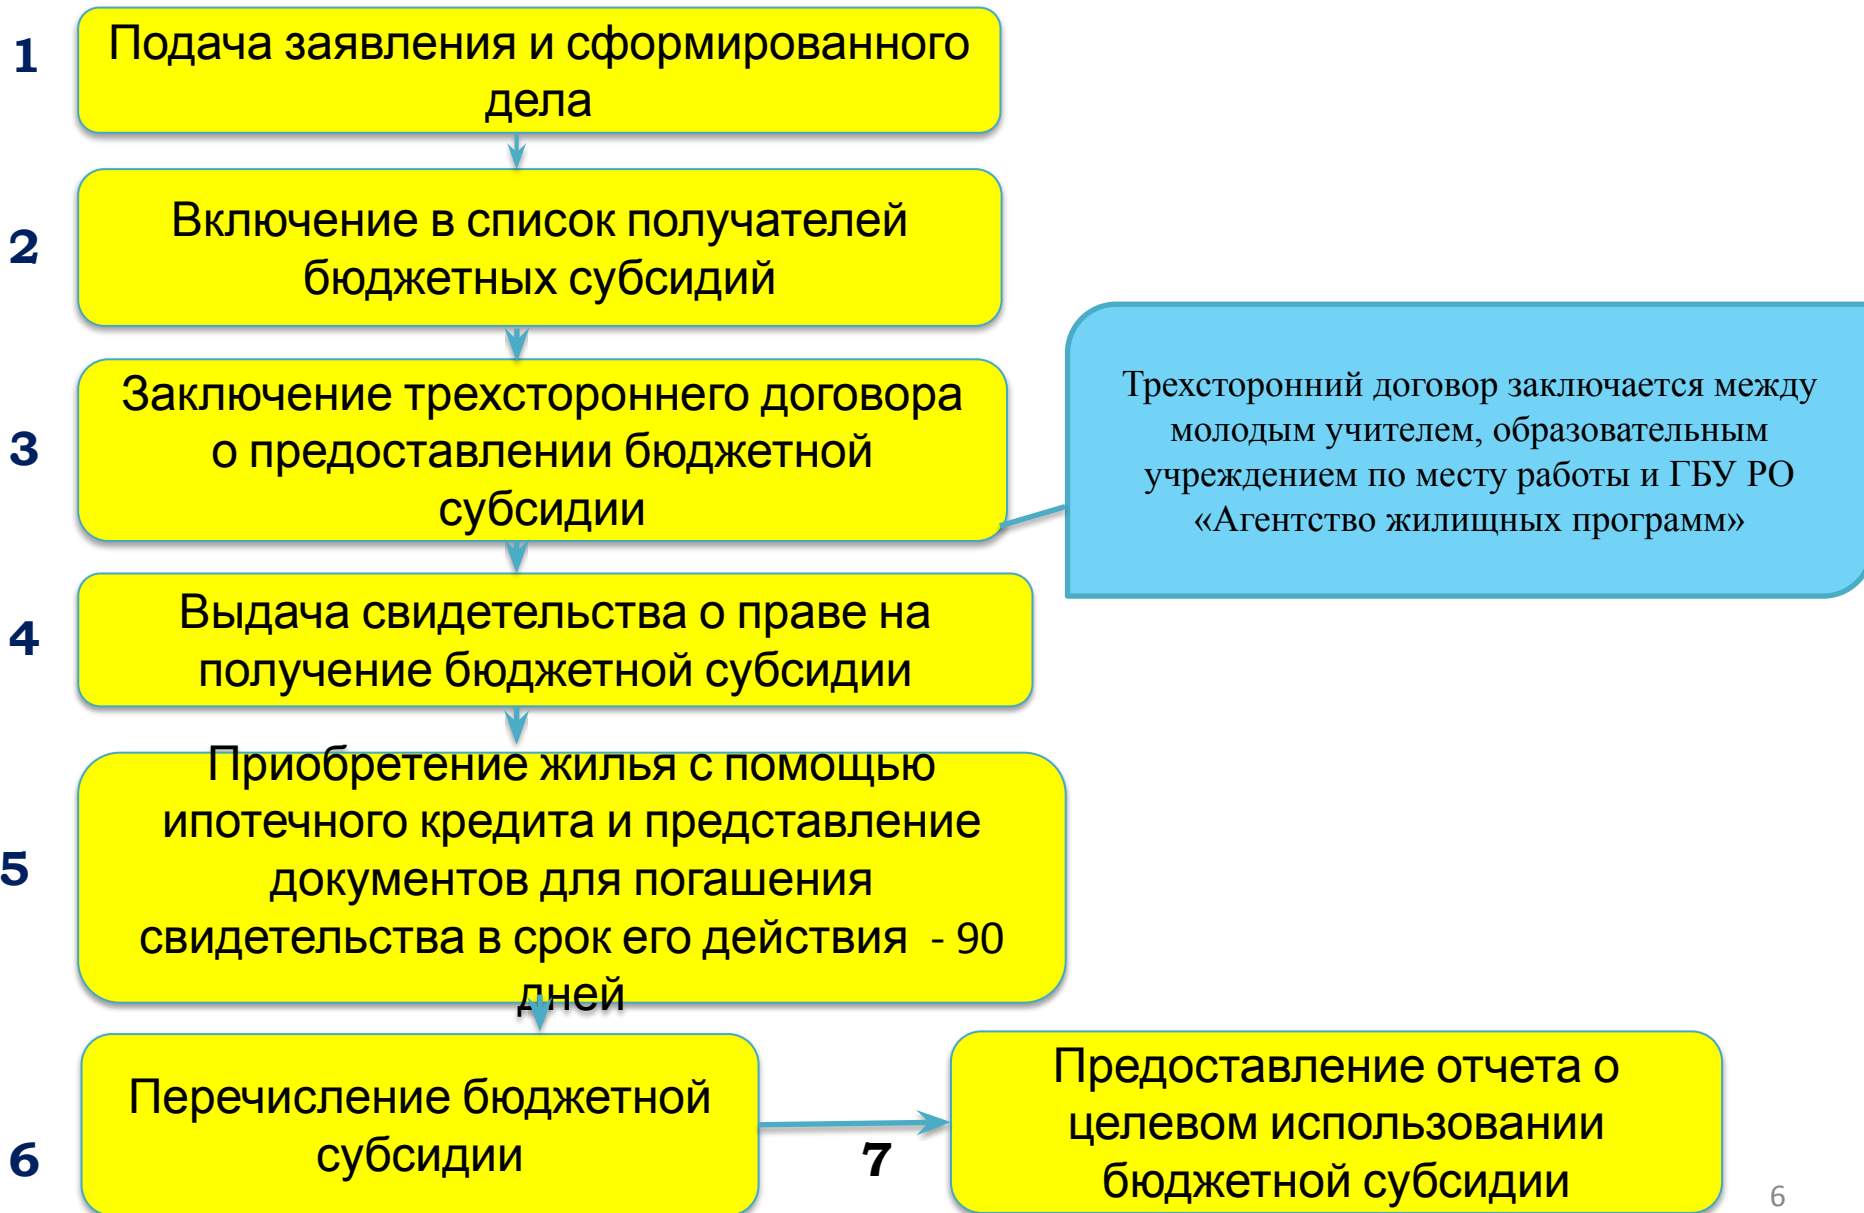 1
Подача заявления и сформированного
дела
2
Включение в список получателей
бюджетных субсидий
3
Заключение трехстороннего договора
о предоставлении бюджетной
субсидии
Трехсторонний договор заключается между
молодым учителем, образовательным
учреждением по месту работы и ГБУ РО
«Агентство жилищных программ»
4
Выдача свидетельства о праве на
получение бюджетной субсидии
5
Приобретение жилья с помощью
ипотечного кредита и представление
документов для погашения
свидетельства в срок его действия - 90
дней
6
Перечисление бюджетной
субсидии
7
Предоставление отчета о
целевом использовании
бюджетной субсидии
6